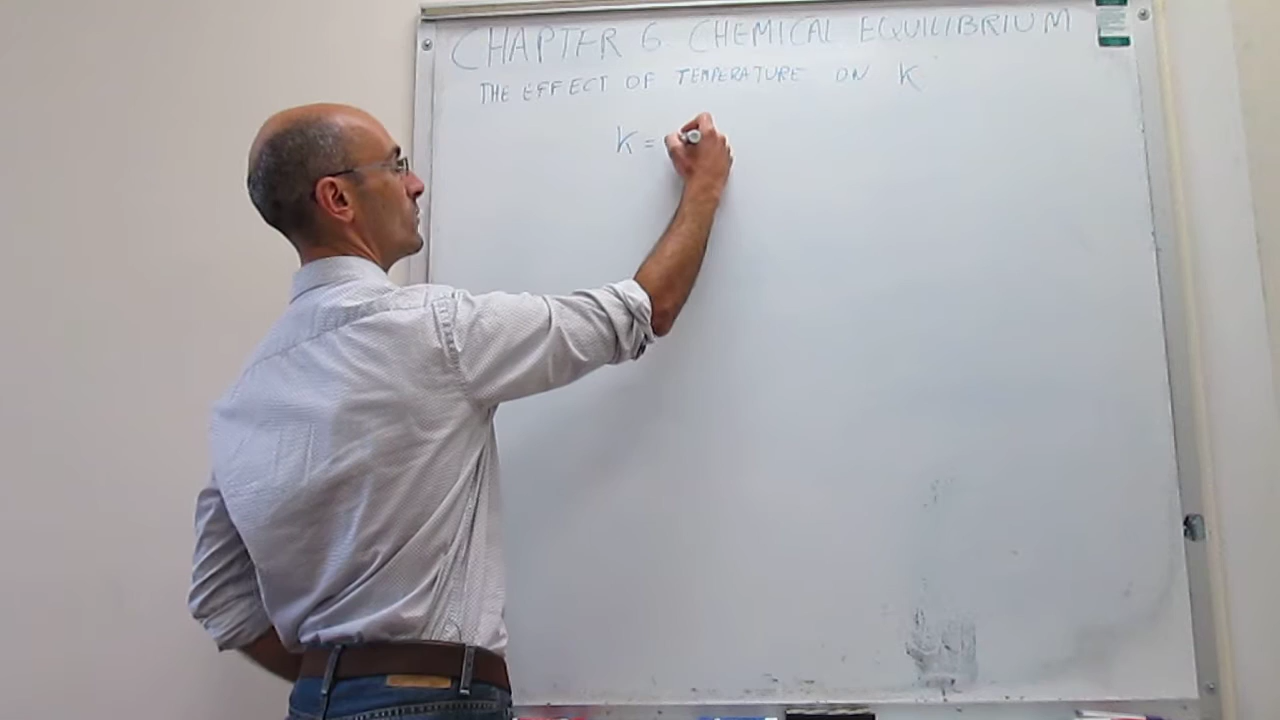 CHAPTER 6. CHEMICAL EQUILIBRIUM
THE EFFECT OF TEMPERATURE ON K
K =